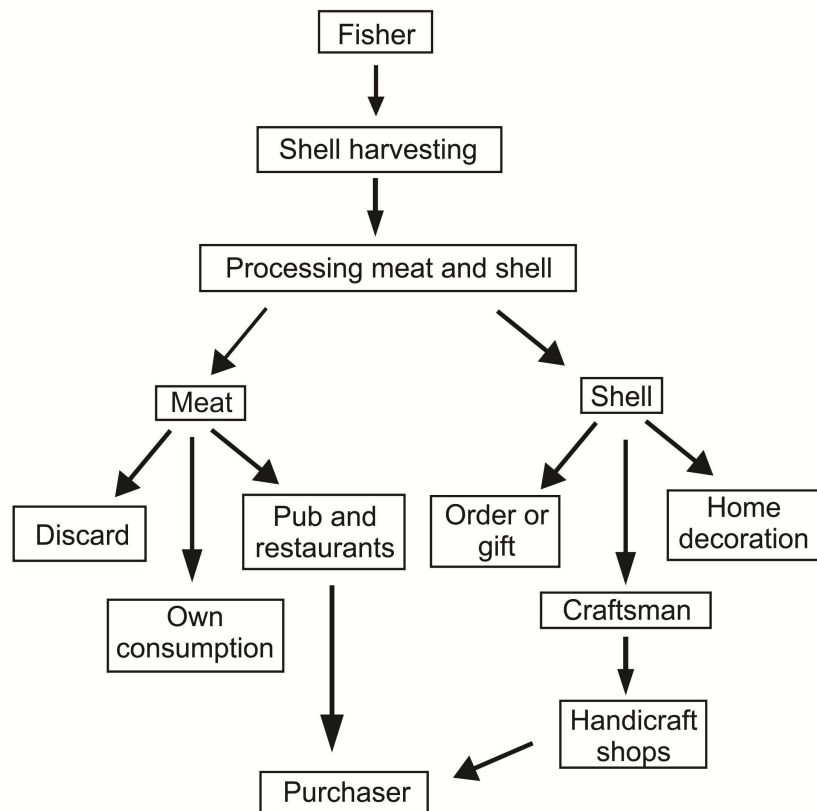 Fisher
Shell harvesting
Processing meat and shell
Meat
Shell
Discard
Pub and
restaurants
Order or
gift
Home
decoration
Own
consumption
Craftsman
Handicraft
shops
Purchaser